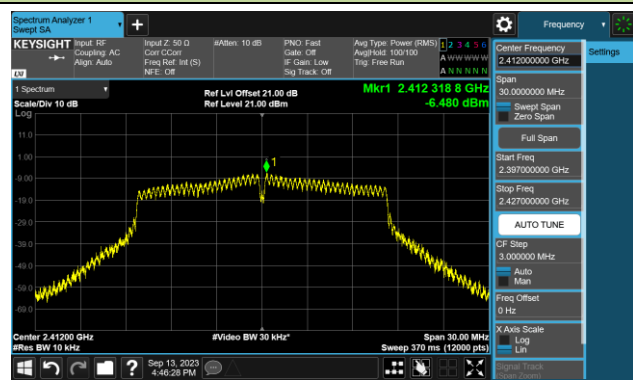 Spectrum Analyzer 1
Swept SA
Frequency
KEYSIGHT
Input: RF
Coupling: AC
Align: Auto
Input Z: 50 Ω
Corr CCorr
Freq Ref: Int (S)
NFE: Off
#Atten: 10 dB
PNO: Fast
Gate: Off
IF Gain: Low
Sig Track: Off
Avg Type: Power (RMS)
Avg|Hold: 100/100
Trig: Free Run
1 2 3 4 5 6
A W W W W W
A N N N N N
LXI
1 Spectrum
Scale/Div 10 dB
Ref Lvl Offset 21.00 dB
Ref Level 21.00 dBm
Mkr1 2.412 318 8 GHz
-6.480 dBm
Log
11.0
1.00
-9.00
-19.0
-29.0
-39.0
-49.0
-59.0
-69.0
1
Center 2.41200 GHz
#Res BW 10 kHz
#Video BW 30 kHz*
Span 30.00 MHz
Sweep 370 ms (12000 pts)
Sep 13, 2023
4:46:28 PM
Center Frequency
2.412000000 GHz
Span
30.0000000 MHz
Swept Span
Zero Span
Full Span
Start Freq
2.397000000 GHz
Stop Freq
2.427000000 GHz
AUTO TUNE
CF Step
3.000000 MHz
Auto
Man
Freq Offset
0 Hz
X Axis Scale
Log
Lin
Signal Track
(Span Zoom)
Settings